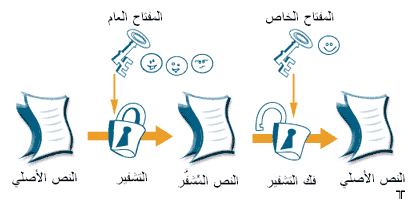 المفتاح الخاص
المفتاح العام
النص الأصلي
التشفير
النص المُشفَّر
فك التشفير
النص الأصلي